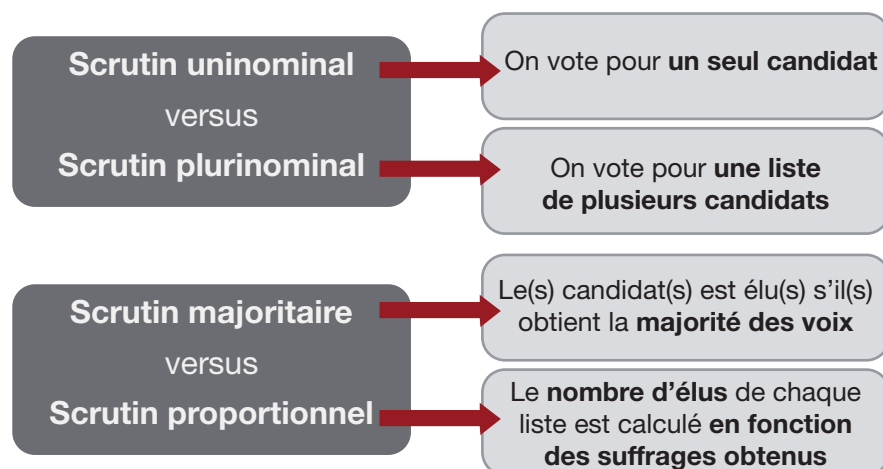 Scrutin uninominal
versus
Scrutin plurinominal
On vote pour un seul candidat
On vote pour une liste
de plusieurs candidats
Scrutin majoritaire
versus
Scrutin proportionnel
Le(s) candidat(s) est élu(s) s’il(s)
obtient la majorité des voix
Le nombre d’élus de chaque
liste est calculé en fonction
des suffrages obtenus